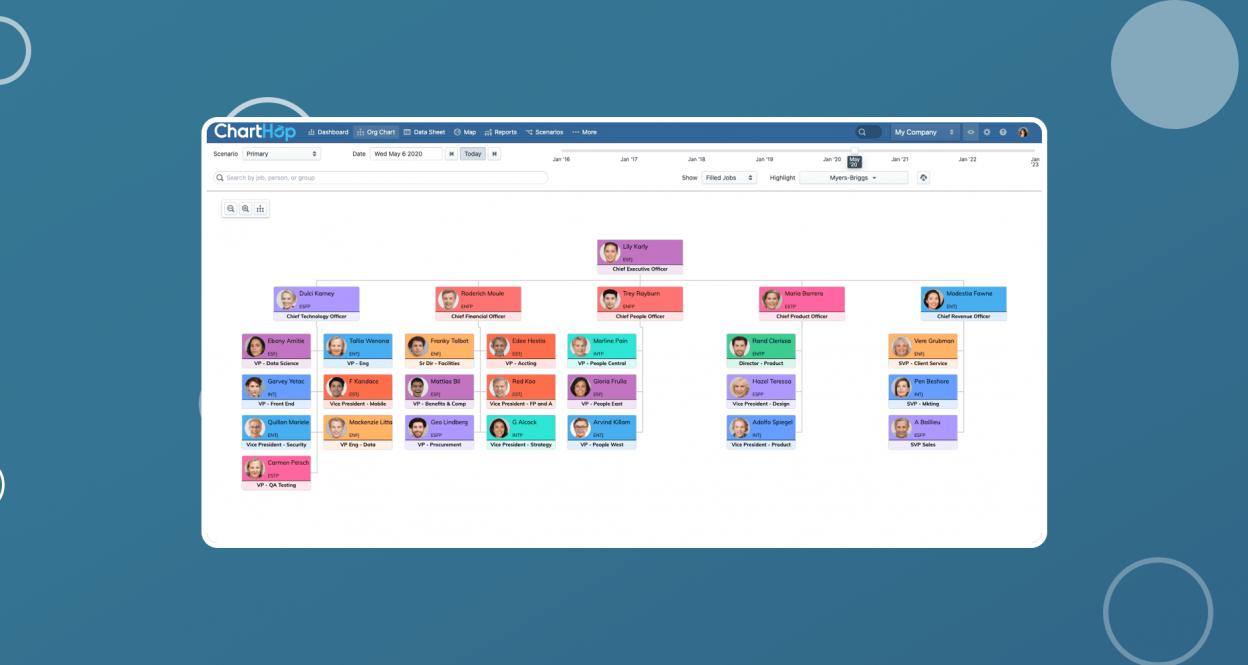 ChartHop Dashboard Org Chart Data Sheet Map Reports Scenarios ··· More My Company
Scenario Primary Date Wed May 6 2020 Today
Jan '16 Jan '17 Jan '18 Jan '19 Jan '20 May '20 Jan '21 Jan '22 Jan '23
Search by job, person, or group Show Filled Jobs Highlight Myers-Briggs
Lily Karly
ESFJ
Chief Executive Officer
Dulci Karney
ESFP
Chief Technology Officer
Roderich Moule
ENFP
Chief Financial Officer
Trey Rayburn
ENFP
Chief People Officer
Maria Barrera
ESTP
Chief Product Officer
Modestia Fawne
ENTJ
Chief Revenue Officer
Ebony Amitie
ESFJ
VP - Data Science
Tallia Wenona
ENTJ
VP - Eng
Franky Talbot
ENFJ
Sr Dir - Facilities
Edee Hestia
ESTJ
VP - Accting
Marline Pain
INTP
VP - People Central
Rand Clerissa
ENTP
Director - Product
Vere Grubman
ENFJ
SVP - Client Service
Garvey Yetac
INTJ
VP - Front End
F Kandace
ESTJ
Vice President - Mobile
Mattias Bil
ESFJ
VP - Benefits & Comp
Red Koo
ESTJ
Vice President - FP and A
Gloria Frulla
ESFJ
VP - People East
Hazel Teressa
ESFP
Vice President - Design
Pen Beshore
INTJ
SVP - Mkting
Quillan Mariele
ENTJ
Vice President - Security
Mackenzie Litta
ENFJ
VP Eng - Data
Geo Lindberg
ESFP
VP - Procurement
G Alcock
INTP
Vice President - Strategy
Arvind Killam
ENTJ
VP - People West
Adolfo Spiegel
INTJ
Vice President - Product
A Baillieu
ESFP
SVP Sales
Carmen Peisch
ESTP
VP - QA Testing